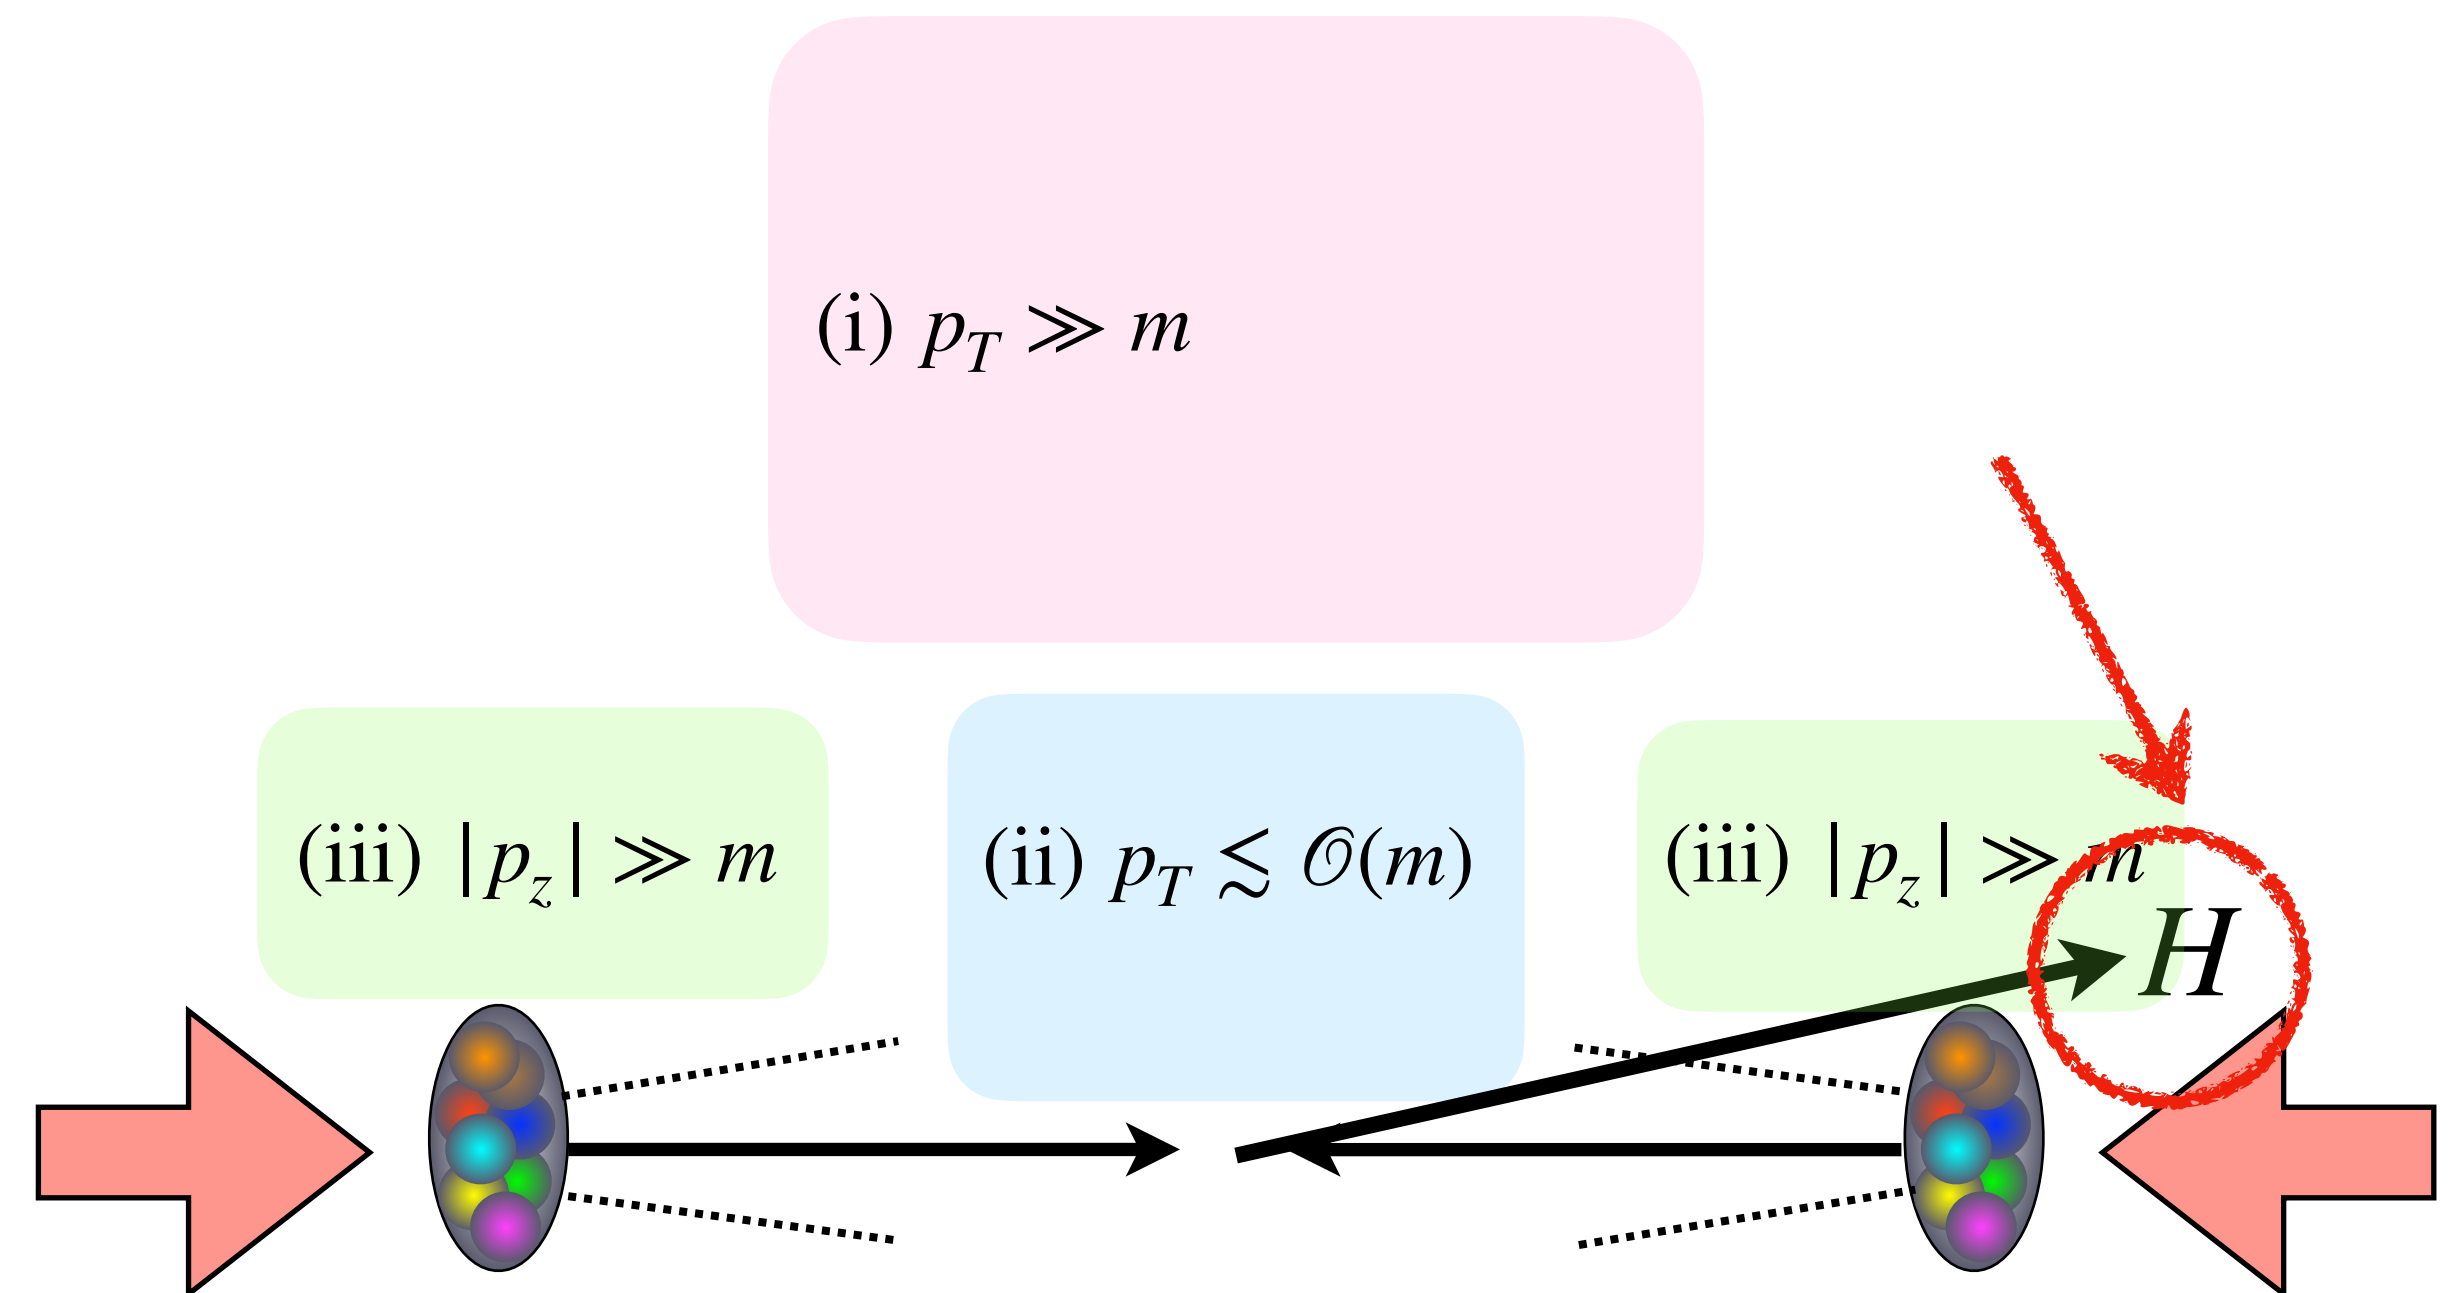 (i) p_T ≫ m
(iii) |p_z| ≫ m
(ii) p_T ≲ 𝒪(m)
(iii) |p_z| ≫ m
H